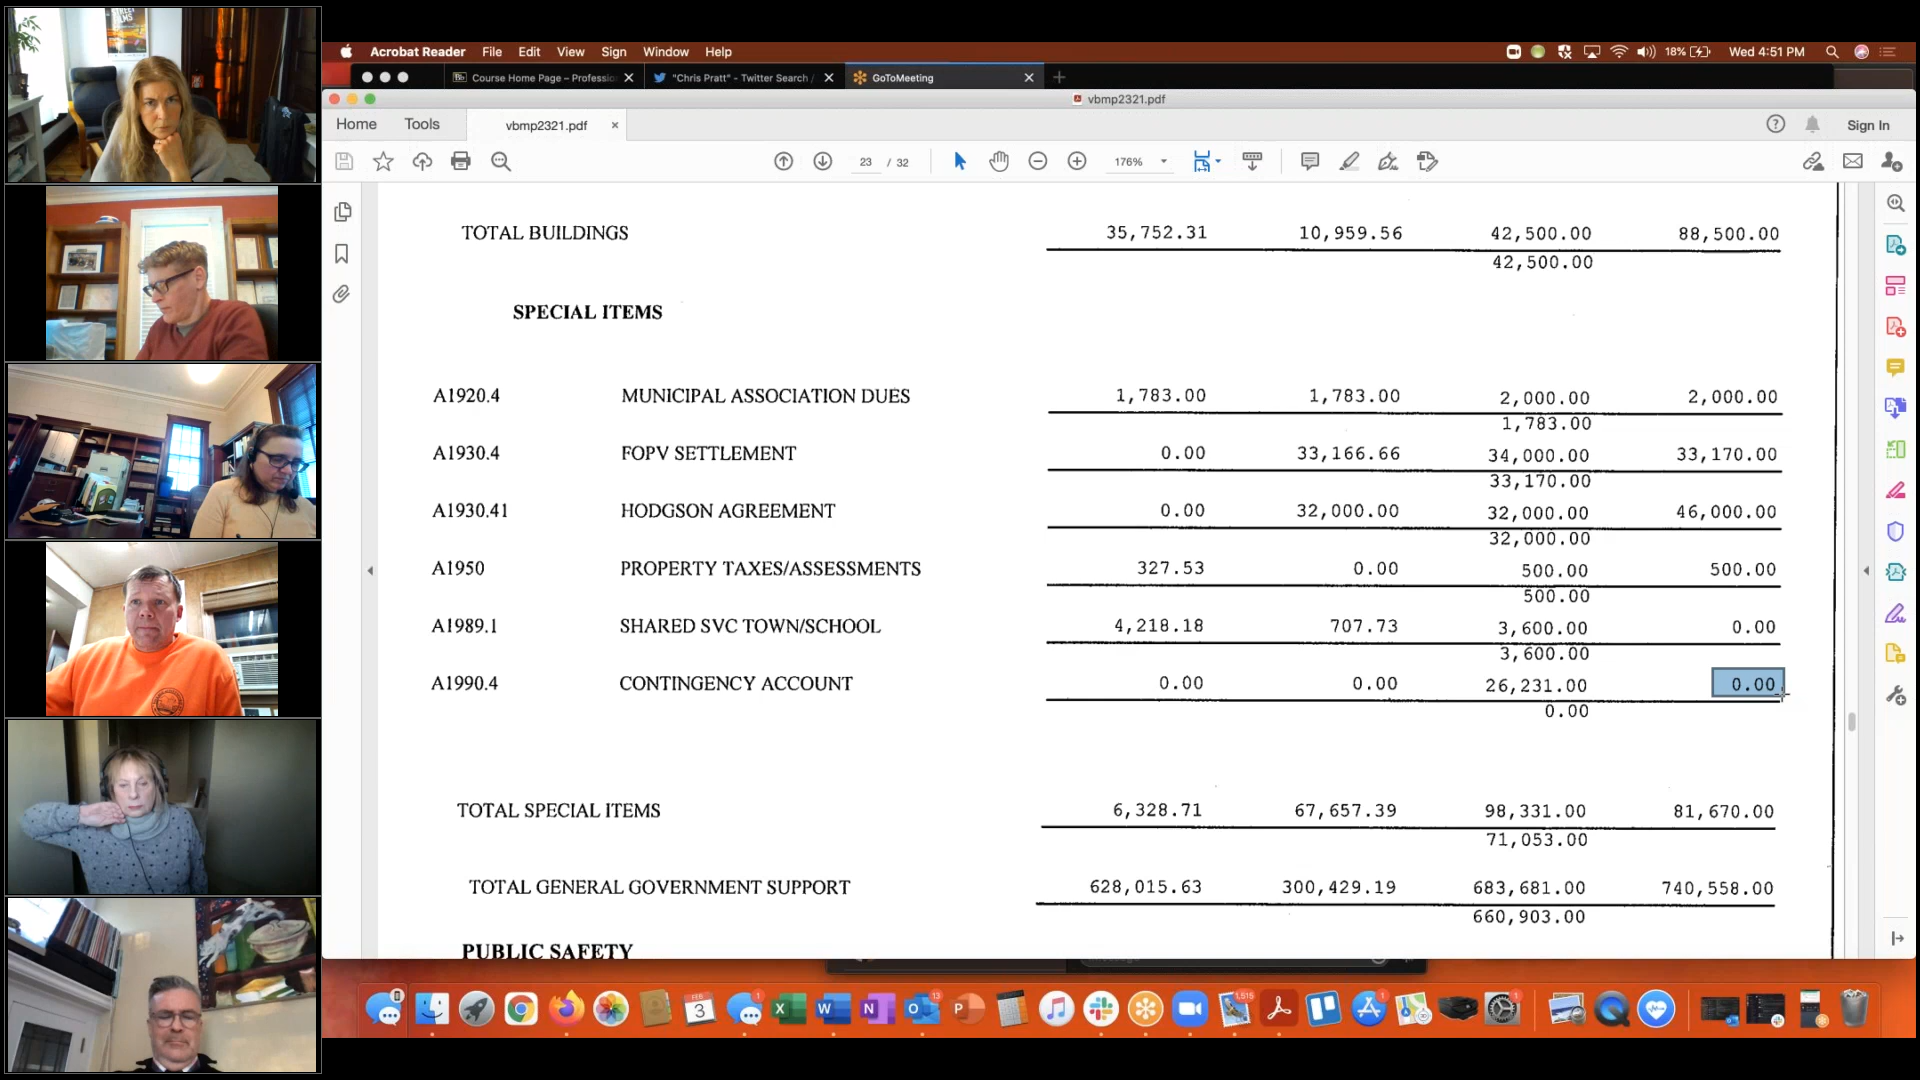 Acrobat Reader File Edit View Sign Window Help 18% Wed 4:51 PM
Course Home Page – Professio "Chris Pratt" - Twitter Search / GoToMeeting
vbmp2321.pdf
Home Tools vbmp2321.pdf Sign In
23 / 32 176%
TOTAL BUILDINGS 35,752.31 10,959.56 42,500.00 88,500.00
42,500.00
SPECIAL ITEMS
A1920.4 MUNICIPAL ASSOCIATION DUES 1,783.00 1,783.00 2,000.00 2,000.00
1,783.00
A1930.4 FOPV SETTLEMENT 0.00 33,166.66 34,000.00 33,170.00
33,170.00
A1930.41 HODGSON AGREEMENT 0.00 32,000.00 32,000.00 46,000.00
32,000.00
A1950 PROPERTY TAXES/ASSESSMENTS 327.53 0.00 500.00 500.00
500.00
A1989.1 SHARED SVC TOWN/SCHOOL 4,218.18 707.73 3,600.00 0.00
3,600.00
A1990.4 CONTINGENCY ACCOUNT 0.00 0.00 26,231.00 0.00
0.00
TOTAL SPECIAL ITEMS 6,328.71 67,657.39 98,331.00 81,670.00
71,053.00
TOTAL GENERAL GOVERNMENT SUPPORT 628,015.63 300,429.19 683,681.00 740,558.00
660,903.00
PUBLIC SAFETY
FEB
3